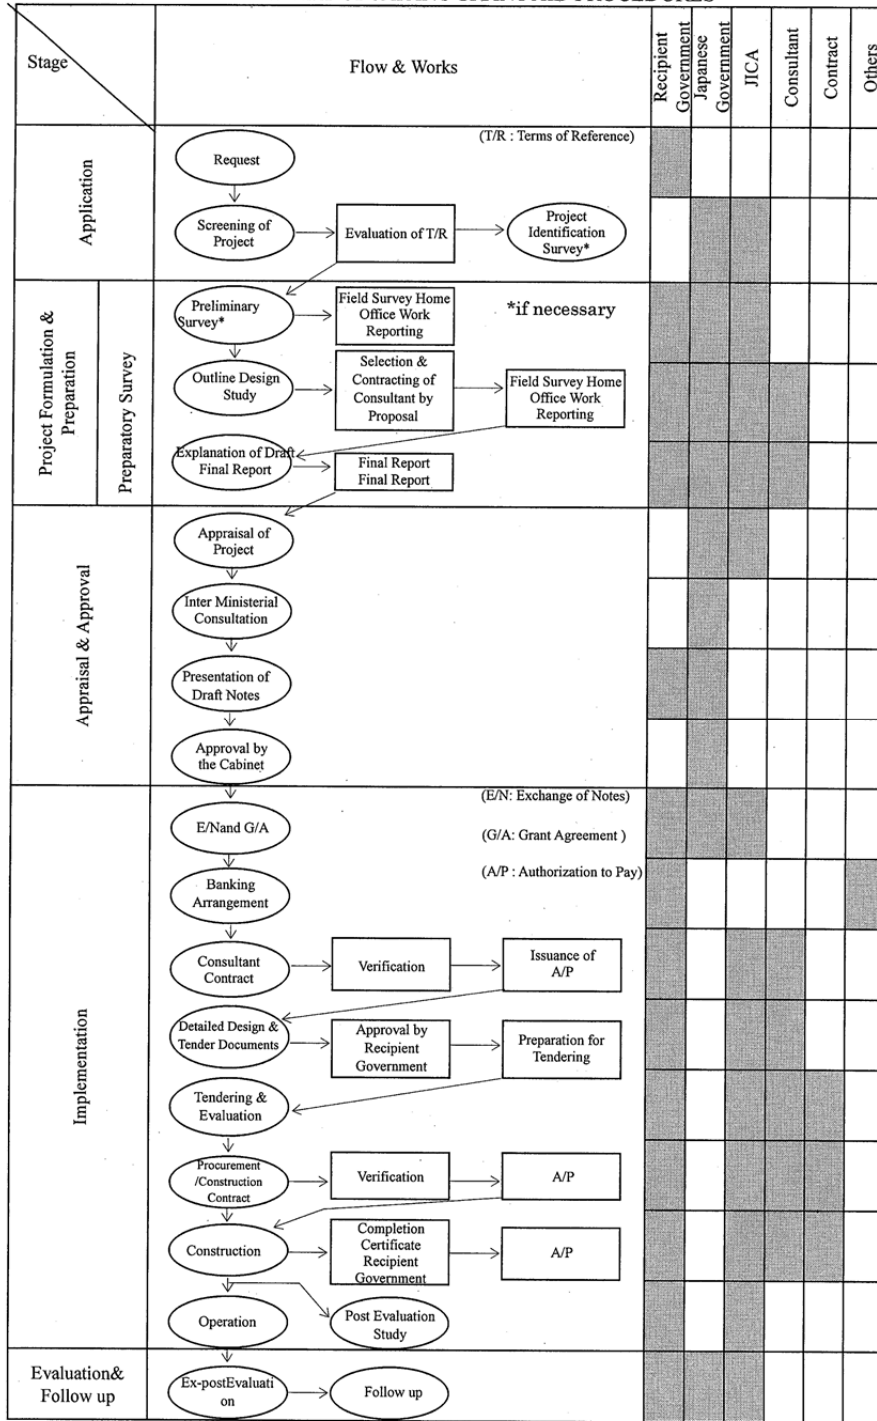 PROCEDURES
Stage
Flow & Works
Recipient
Government
Japanese
Government
JICA
Consultant
Contract
Others
Application
(T/R : Terms of Reference)
Request
Screening of
Project
Evaluation of T/R
Project
Identification
Survey*
Project Formulation &
Preparation
Preparatory Survey
Preliminary
Survey*
Field Survey Home
Office Work
Reporting
*if necessary
Outline Design
Study
Selection &
Contracting of
Consultant by
Proposal
Field Survey Home
Office Work
Reporting
Explanation of Draft
Final Report
Final Report
Final Report
Appraisal & Approval
Appraisal of
Project
Inter Ministerial
Consultation
Presentation of
Draft Notes
Approval by
the Cabinet
Implementation
(E/N: Exchange of Notes)
E/Nand G/A
(G/A: Grant Agreement )
(A/P : Authorization to Pay)
Banking
Arrangement
Consultant
Contract
Verification
Issuance of
A/P
Detailed Design &
Tender Documents
Approval by
Recipient
Government
Preparation for
Tendering
Tendering &
Evaluation
Procurement
/Construction
Contract
Verification
A/P
Construction
Completion
Certificate
Recipient
Government
A/P
Operation
Post Evaluation
Study
Evaluation&
Follow up
Ex-postEvaluati
on
Follow up